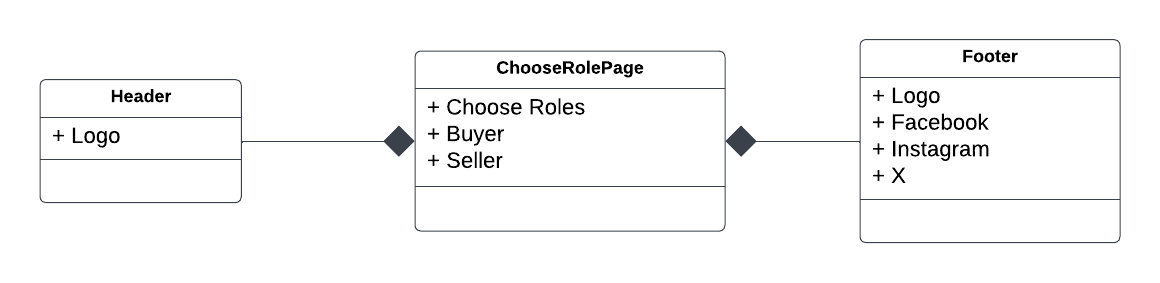 Header
+ Logo
ChooseRolePage
+ Choose Roles
+ Buyer
+ Seller
Footer
+ Logo
+ Facebook
+ Instagram
+ X